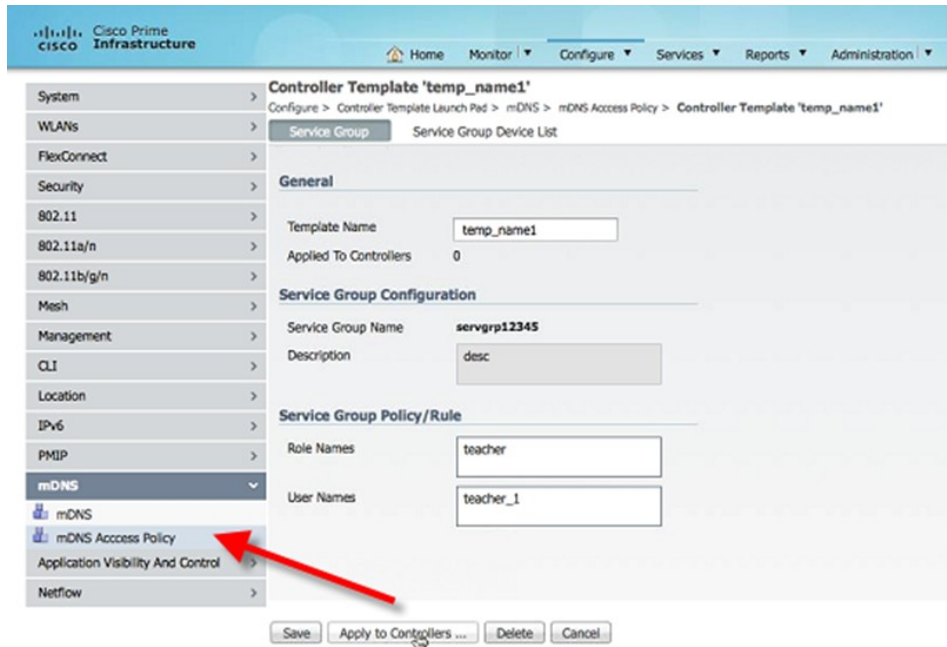 Cisco Prime
CISCO Infrastructure
Home Monitor Configure Services Reports Administration
System
WLANs
FlexConnect
Security
802.11
802.11a/n
802.11b/g/n
Mesh
Management
CLI
Location
IPv6
PMIP
mDNS
mDNS
mDNS Acccess Policy
Application Visibility And Control
Netflow
Controller Template 'temp_name1'
Configure > Controller Template Launch Pad > mDNS > mDNS Acccess Policy > Controller Template 'temp_name1'
Service Group Service Group Device List
General
Template Name temp_name1
Applied To Controllers 0
Service Group Configuration
Service Group Name servgrp12345
Description desc
Service Group Policy/Rule
Role Names teacher
User Names teacher_1
Save Apply to Controllers ... Delete Cancel